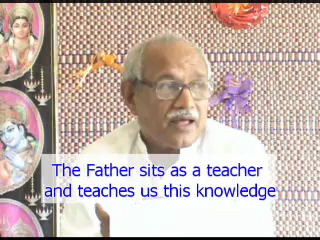 The Father sits as a teacher
and teaches us this knowledge